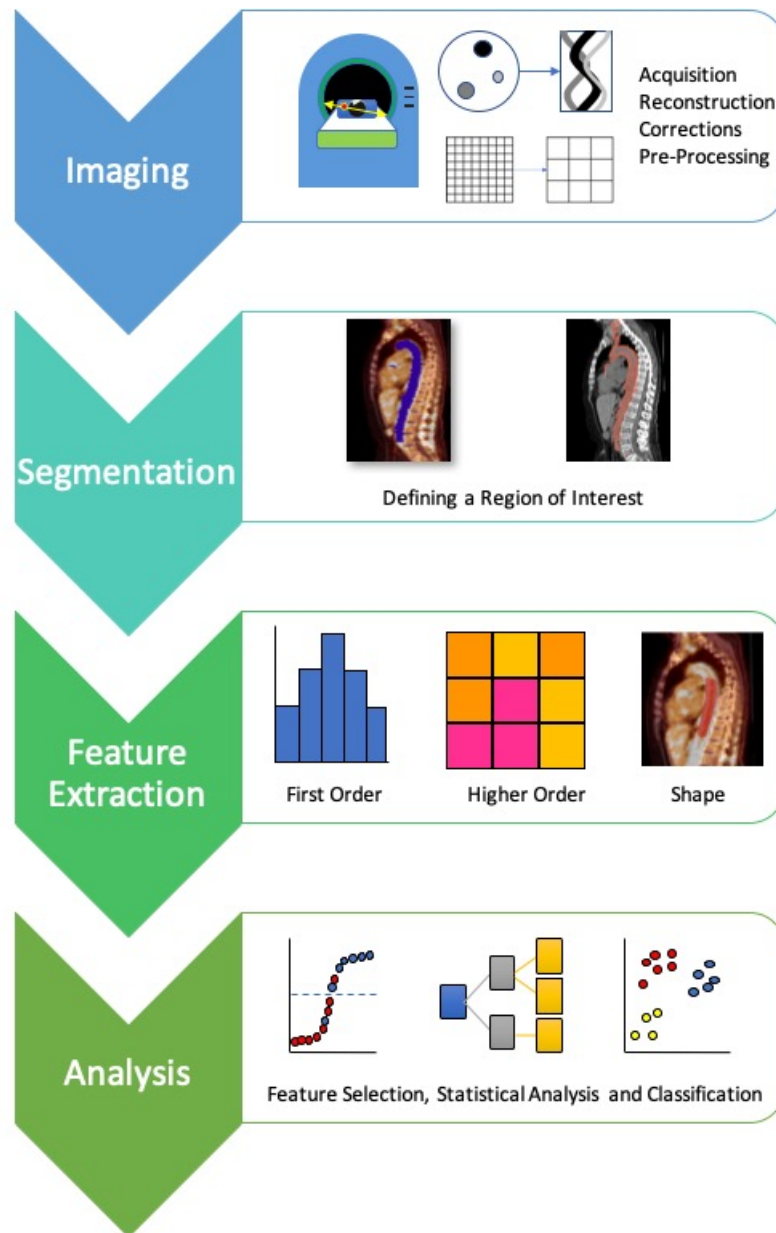 Imaging
Acquisition
Reconstruction
Corrections
Pre-Processing
Segmentation
Defining a Region of Interest
Feature
Extraction
First Order
Higher Order
Shape
Analysis
Feature Selection, Statistical Analysis and Classification